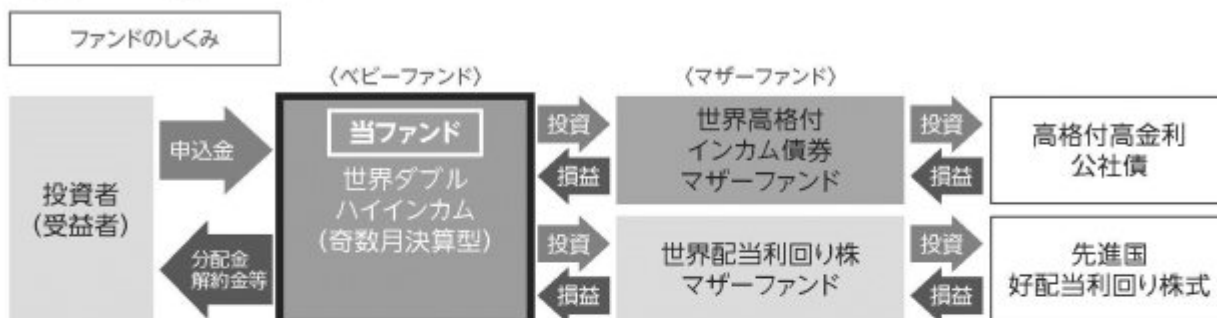 ファンドのしくみ
〈ベビーファンド〉
〈マザーファンド〉
投資者
(受益者)
申込金
分配金
解約金等
当ファンド
世界ダブル
ハイインカム
(奇数月決算型)
投資
損益
投資
損益
世界高格付
インカム債券
マザーファンド
世界配当利回り株
マザーファンド
投資
損益
投資
損益
高格付高金利
公社債
先進国
好配当利回り株式